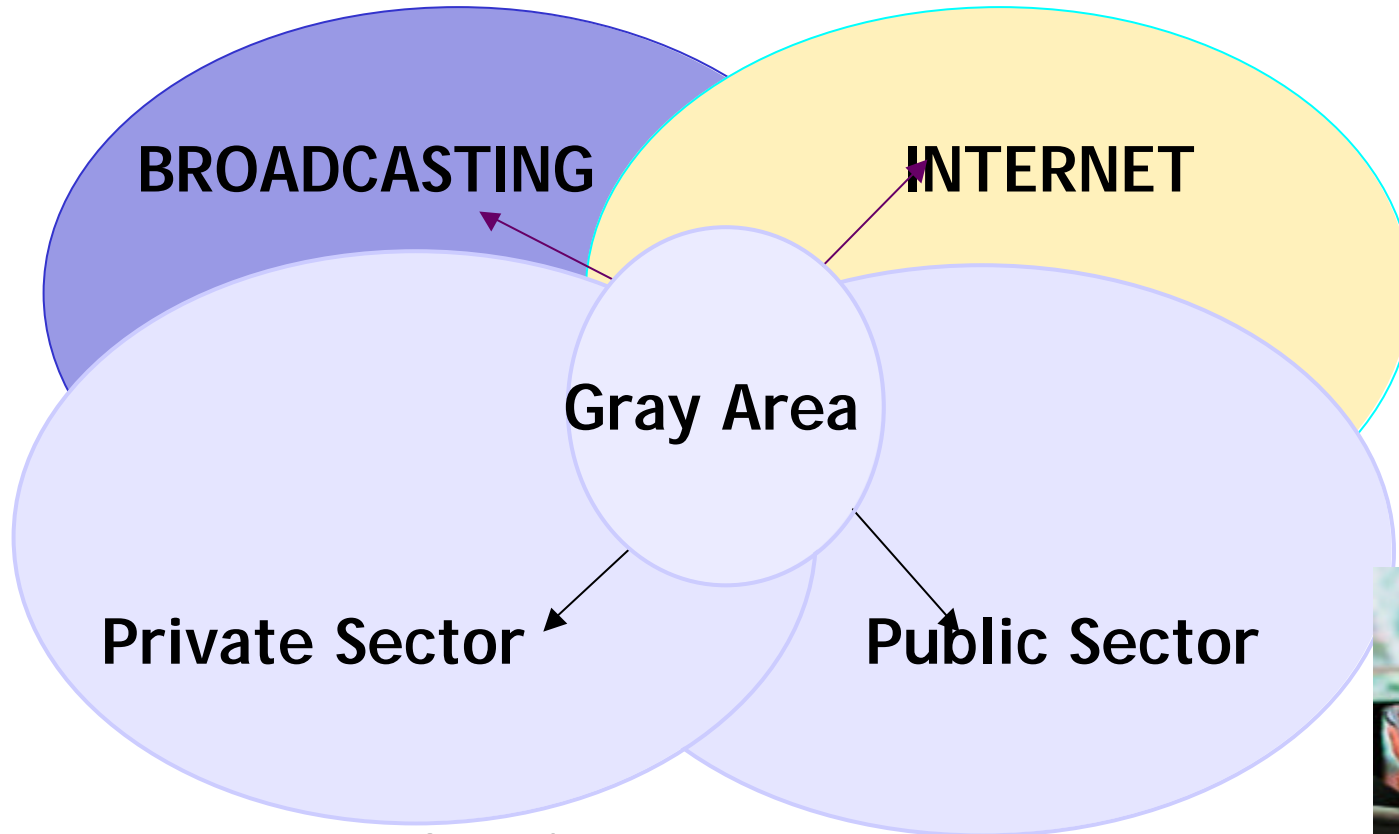 BROADCASTING
INTERNET
Gray Area
Private Sector
Public Sector